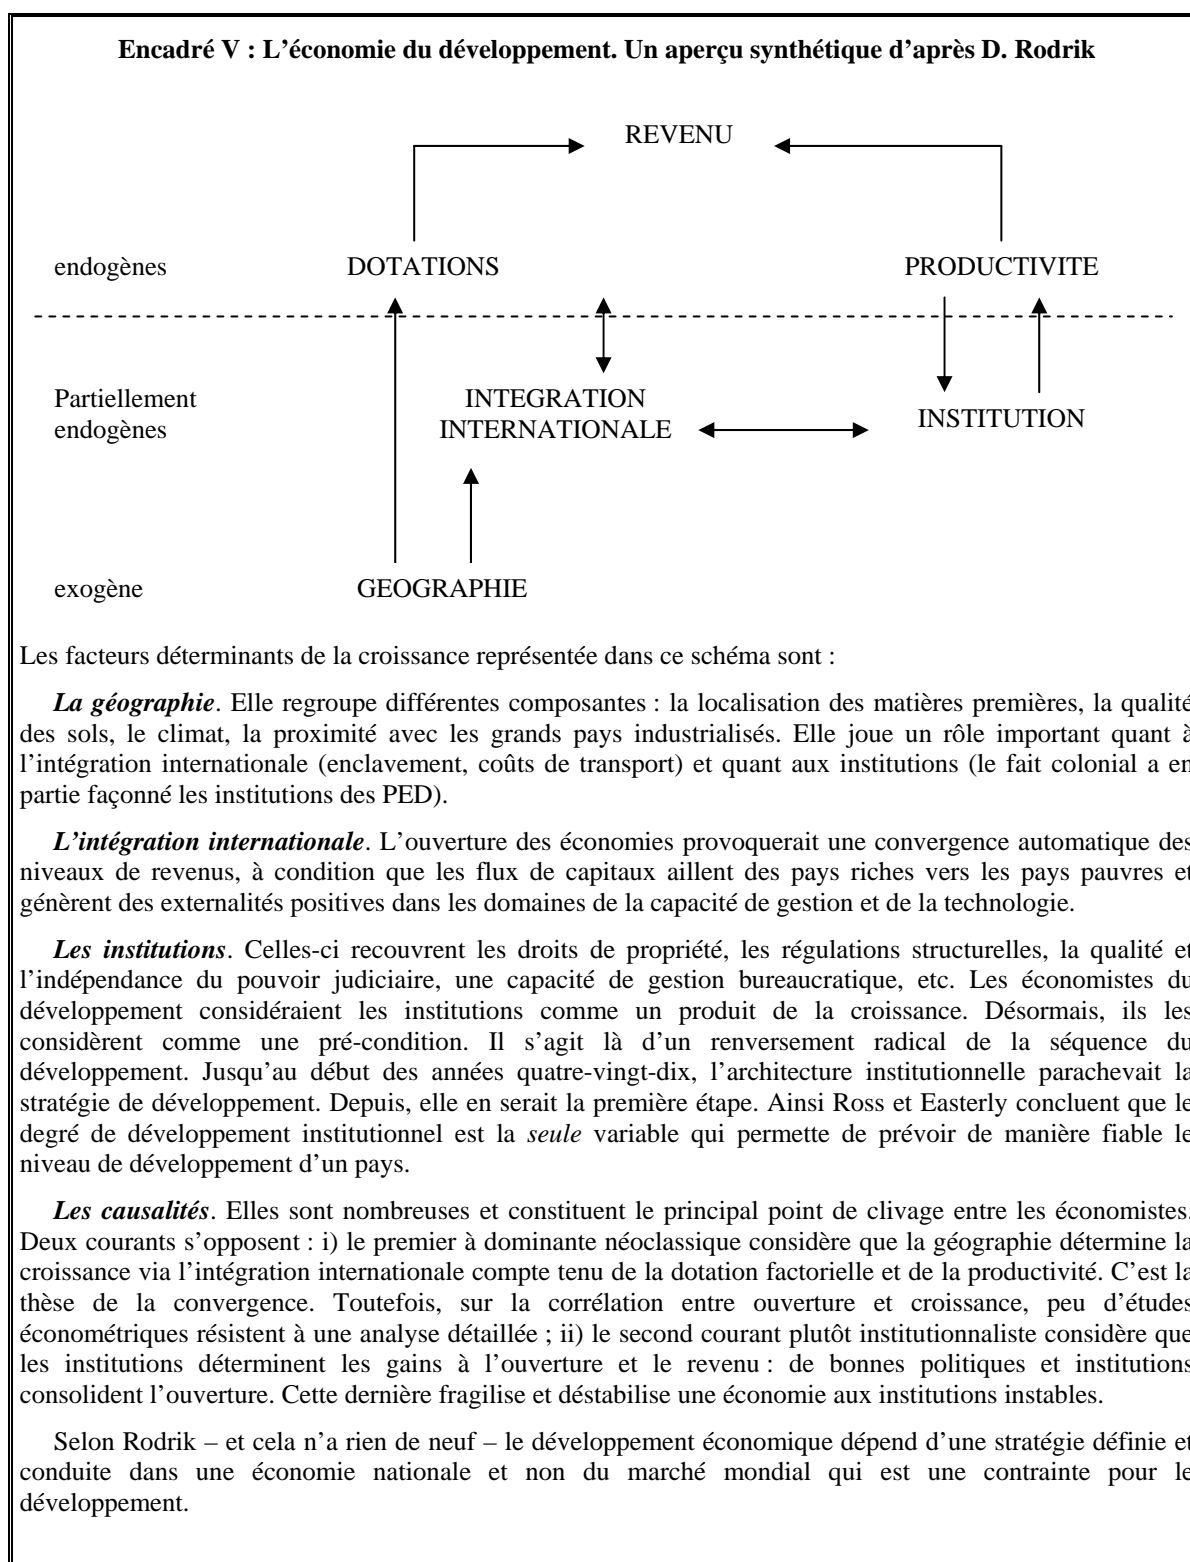 Encadré V : L’économie du développement. Un aperçu synthétique d’après D. Rodrik
REVENU
endogènes DOTATIONS PRODUCTIVITE
Partiellement
endogènes
INTEGRATION
INTERNATIONALE
INSTITUTION
exogène GEOGRAPHIE
Les facteurs déterminants de la croissance représentée dans ce schéma sont :
La géographie. Elle regroupe différentes composantes : la localisation des matières premières, la qualité
des sols, le climat, la proximité avec les grands pays industrialisés. Elle joue un rôle important quant à
l’intégration internationale (enclavement, coûts de transport) et quant aux institutions (le fait colonial a en
partie façonné les institutions des PED).
L’intégration internationale. L’ouverture des économies provoquerait une convergence automatique des
niveaux de revenus, à condition que les flux de capitaux aillent des pays riches vers les pays pauvres et
génèrent des externalités positives dans les domaines de la capacité de gestion et de la technologie.
Les institutions. Celles-ci recouvrent les droits de propriété, les régulations structurelles, la qualité et
l’indépendance du pouvoir judiciaire, une capacité de gestion bureaucratique, etc. Les économistes du
développement considéraient les institutions comme un produit de la croissance. Désormais, ils les
considèrent comme une pré-condition. Il s’agit là d’un renversement radical de la séquence du
développement. Jusqu’au début des années quatre-vingt-dix, l’architecture institutionnelle parachevait la
stratégie de développement. Depuis, elle en serait la première étape. Ainsi Ross et Easterly concluent que le
degré de développement institutionnel est la seule variable qui permette de prévoir de manière fiable le
niveau de développement d’un pays.
Les causalités. Elles sont nombreuses et constituent le principal point de clivage entre les économistes.
Deux courants s’opposent : i) le premier à dominante néoclassique considère que la géographie détermine la
croissance via l’intégration internationale compte tenu de la dotation factorielle et de la productivité. C’est la
thèse de la convergence. Toutefois, sur la corrélation entre ouverture et croissance, peu d’études
économétriques résistent à une analyse détaillée ; ii) le second courant plutôt institutionnaliste considère que
les institutions déterminent les gains à l’ouverture et le revenu : de bonnes politiques et institutions
consolident l’ouverture. Cette dernière fragilise et déstabilise une économie aux institutions instables.
Selon Rodrik – et cela n’a rien de neuf – le développement économique dépend d’une stratégie définie et
conduite dans une économie nationale et non du marché mondial qui est une contrainte pour le
développement.